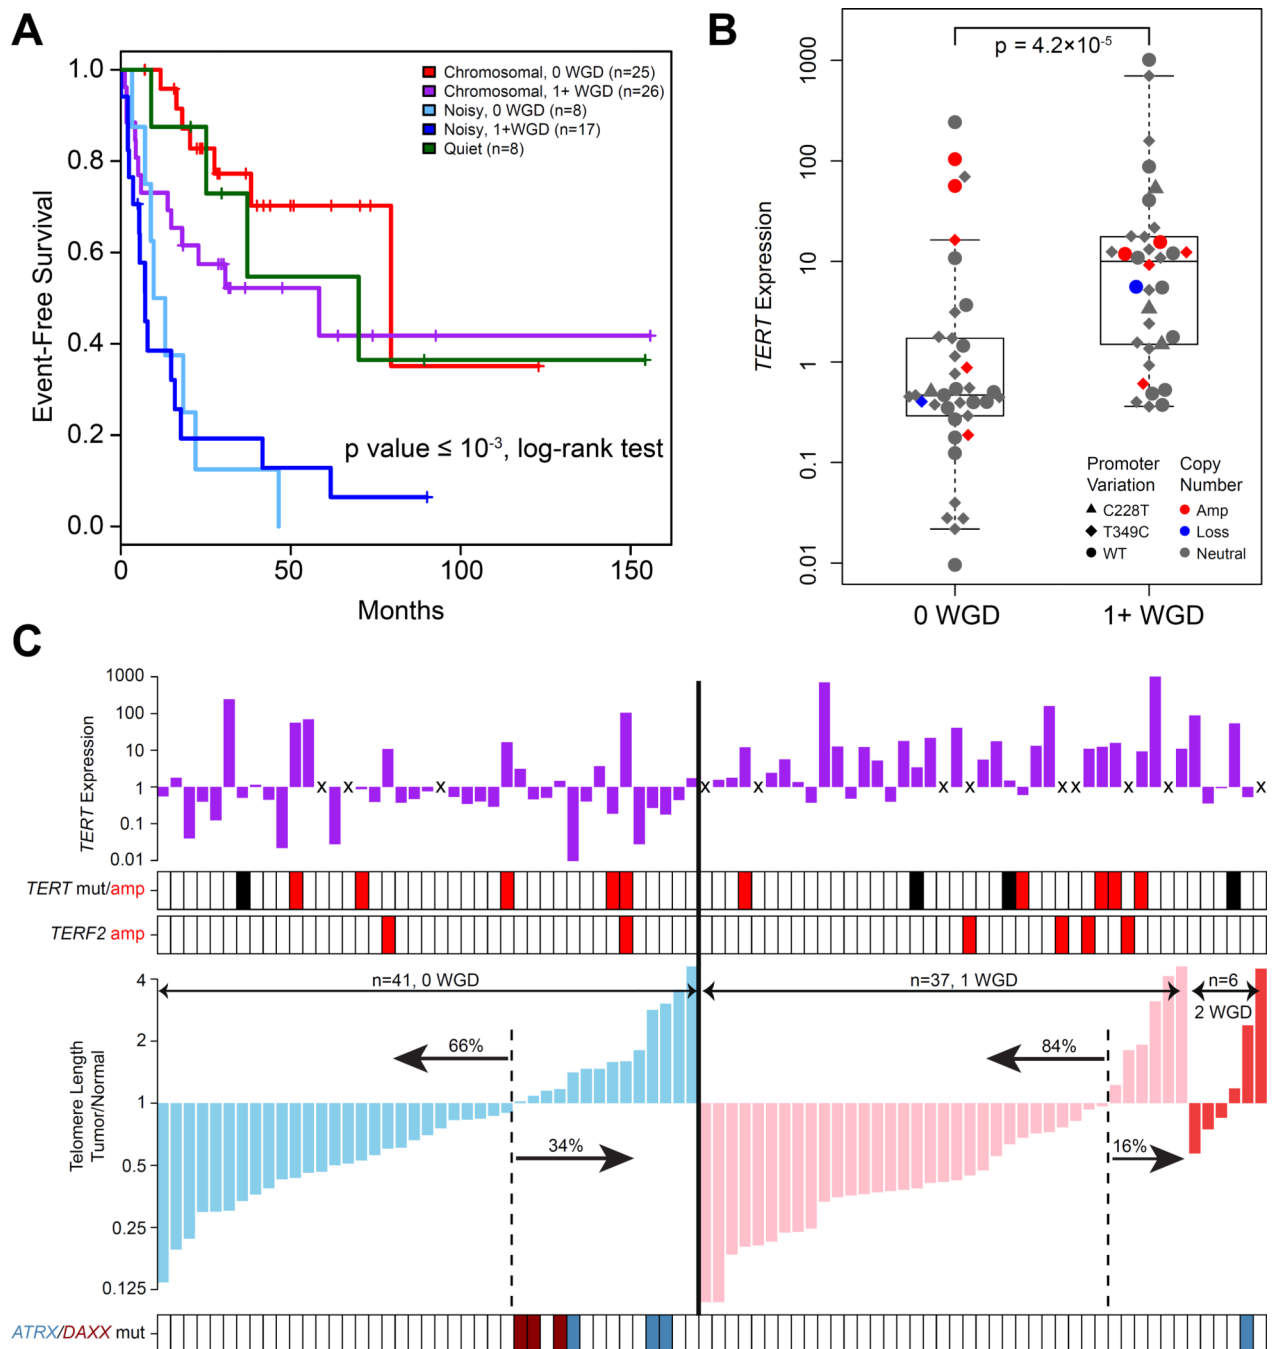 A
1.0
0.8
0.6
0.4
0.2
0.0
Event-Free Survival
Chromosomal, 0 WGD (n=25)
Chromosomal, 1+ WGD (n=26)
Noisy, 0 WGD (n=8)
Noisy, 1+WGD (n=17)
Quiet (n=8)
p value ≤ 10⁻³, log-rank test
0 50 100 150
Months
B
p = 4.2×10⁻⁵
1000
100
10
1
0.1
0.01
TERT Expression
Promoter Variation
C228T
T349C
WT
Copy Number
Amp
Loss
Neutral
0 WGD 1+ WGD
C
1000
100
10
1
0.1
0.01
TERT Expression
x x x x x x x x x x x
TERT mut/amp
TERF2 amp
n=41, 0 WGD
n=37, 1 WGD
n=6
2 WGD
66%
84%
34%
16%
4
2
1
0.5
0.25
0.125
Telomere Length
Tumor/Normal
ATRX/DAXX mut